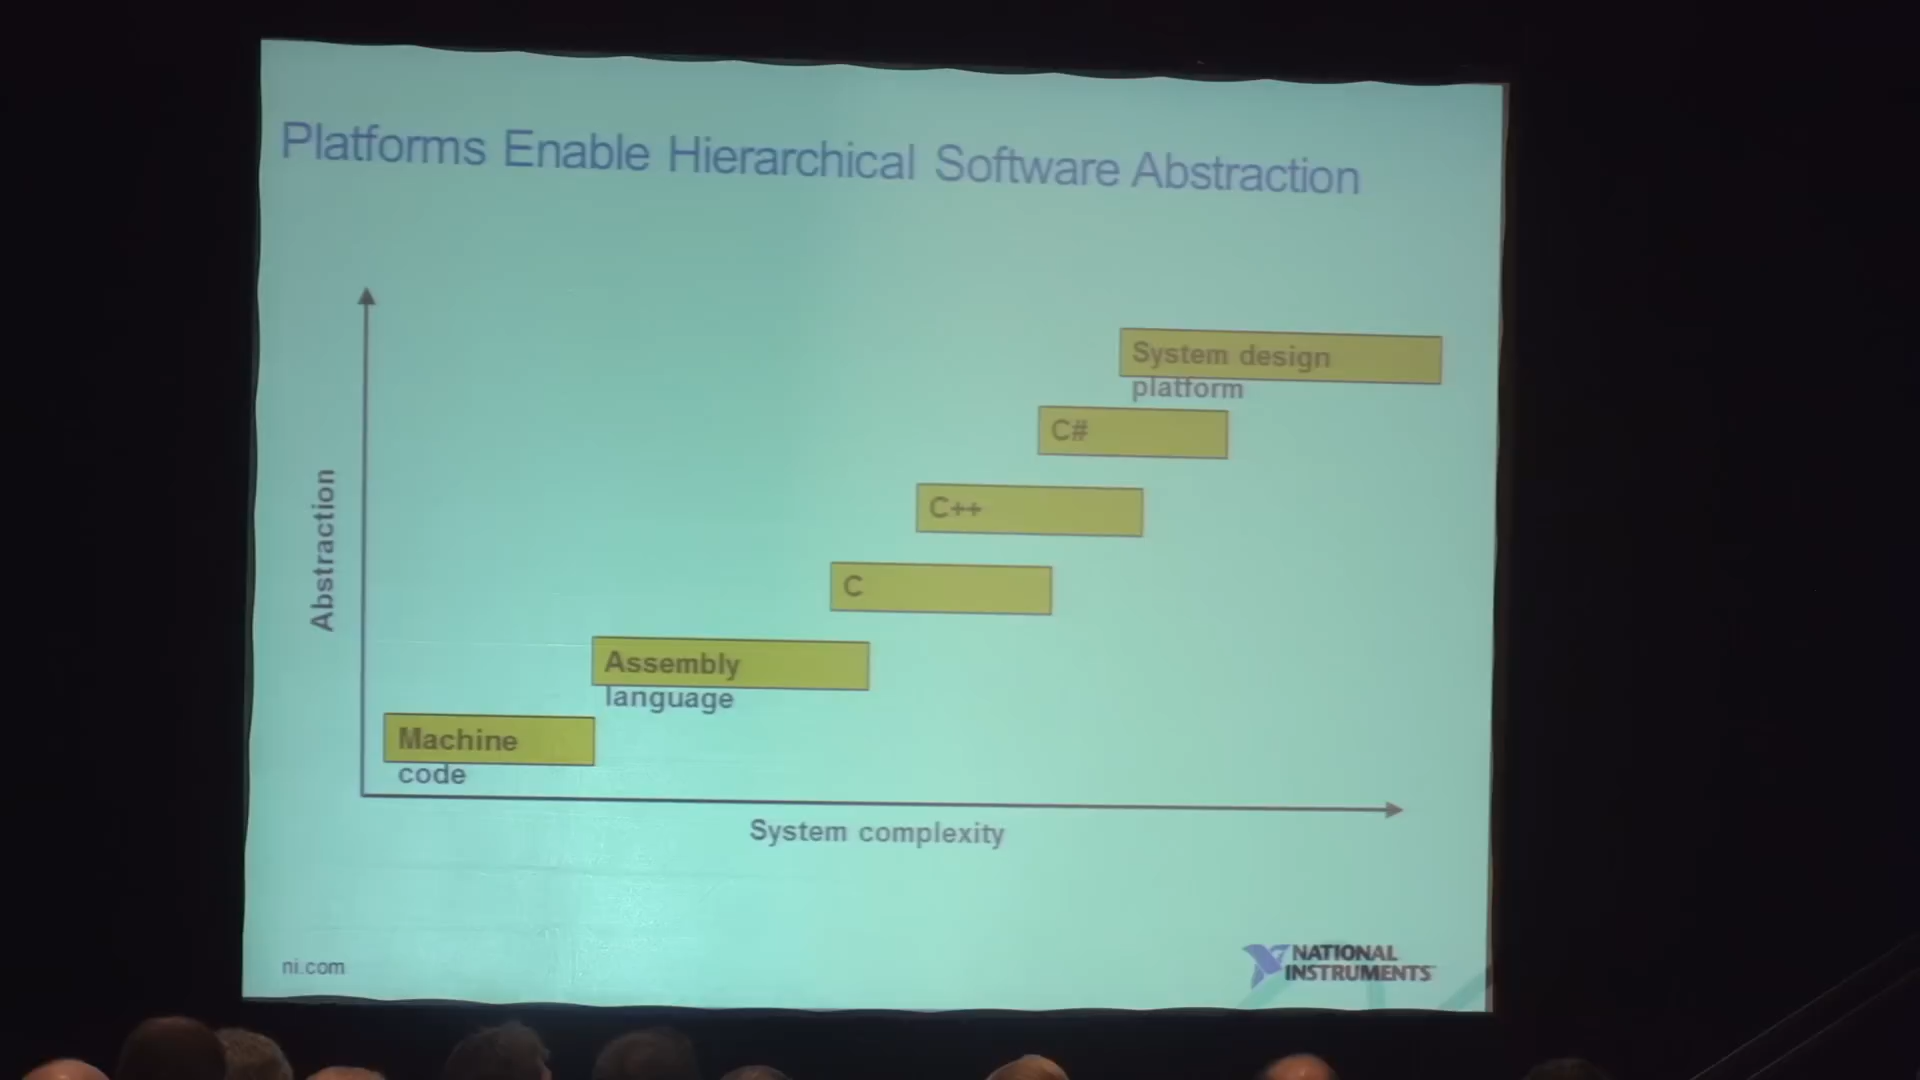 Platforms Enable Hierarchical Software Abstraction
System design
platform
C#
C++
C
Assembly
language
Machine
code
Abstraction
System complexity
ni.com
NATIONAL
INSTRUMENTS